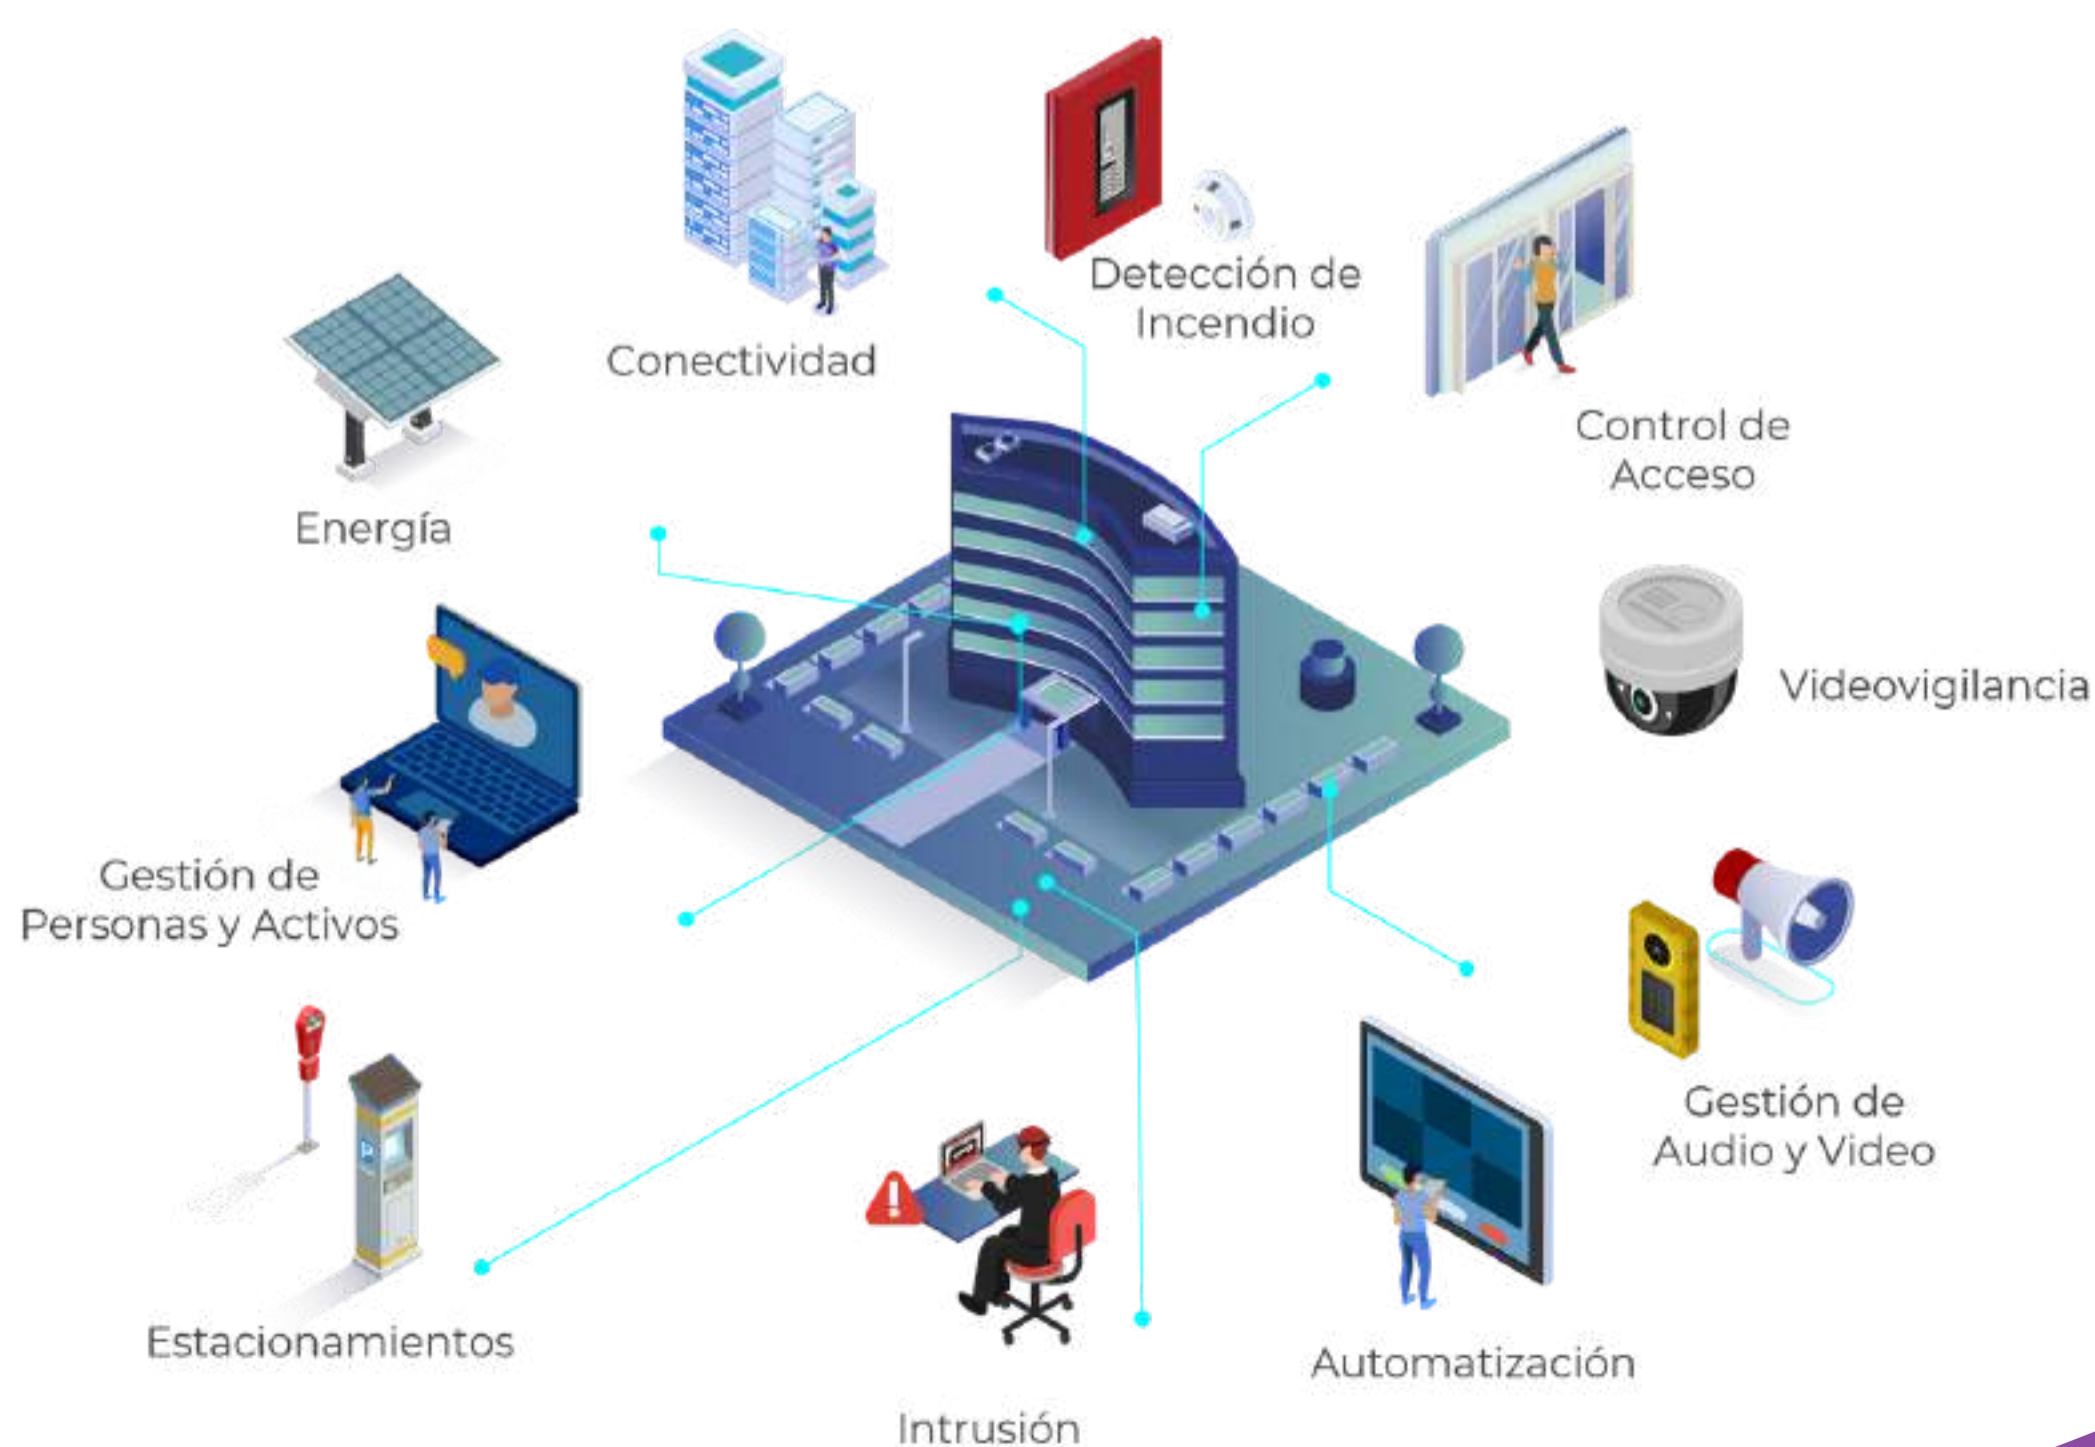 Detección de
Incendio
Conectividad
Control de
Acceso
Energía
Videovigilancia
Gestión de
Personas y Activos
Gestión de
Audio y Video
Estacionamientos
Automatización
Intrusión